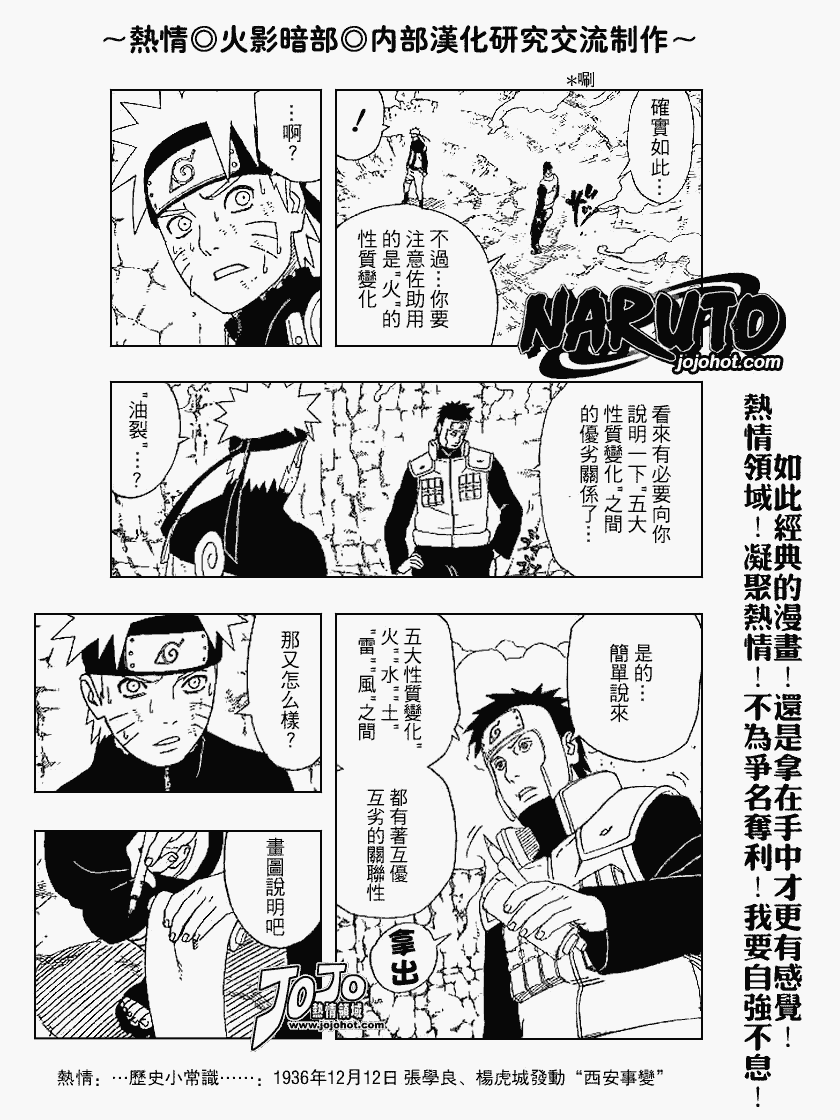 ～熱情◎火影暗部◎內部漢化研究交流制作～
*唰
確實如此…
！
不過…你要
注意佐助用
的是"火"的
性質變化
…啊？
NARUTO
jojohot.com
看來有必要向你
說明一下"五大
性質變化"之間
的優劣關係了…
"油裂"…？
是的…
簡單說來
五大性質變化"
火""水""土"
"雷""風"之間
都有著互優
互劣的關聯性
拿出
那又怎么樣？
畫圖說明吧
JOJO
熱情領域
www.jojohot.com
如此經典的漫畫！還是拿在手中才更有感覺！
熱情領域！凝聚熱情！不為爭名奪利！我要自強不息！
熱情：…歷史小常識……：1936年12月12日 張學良、楊虎城發動“西安事變”